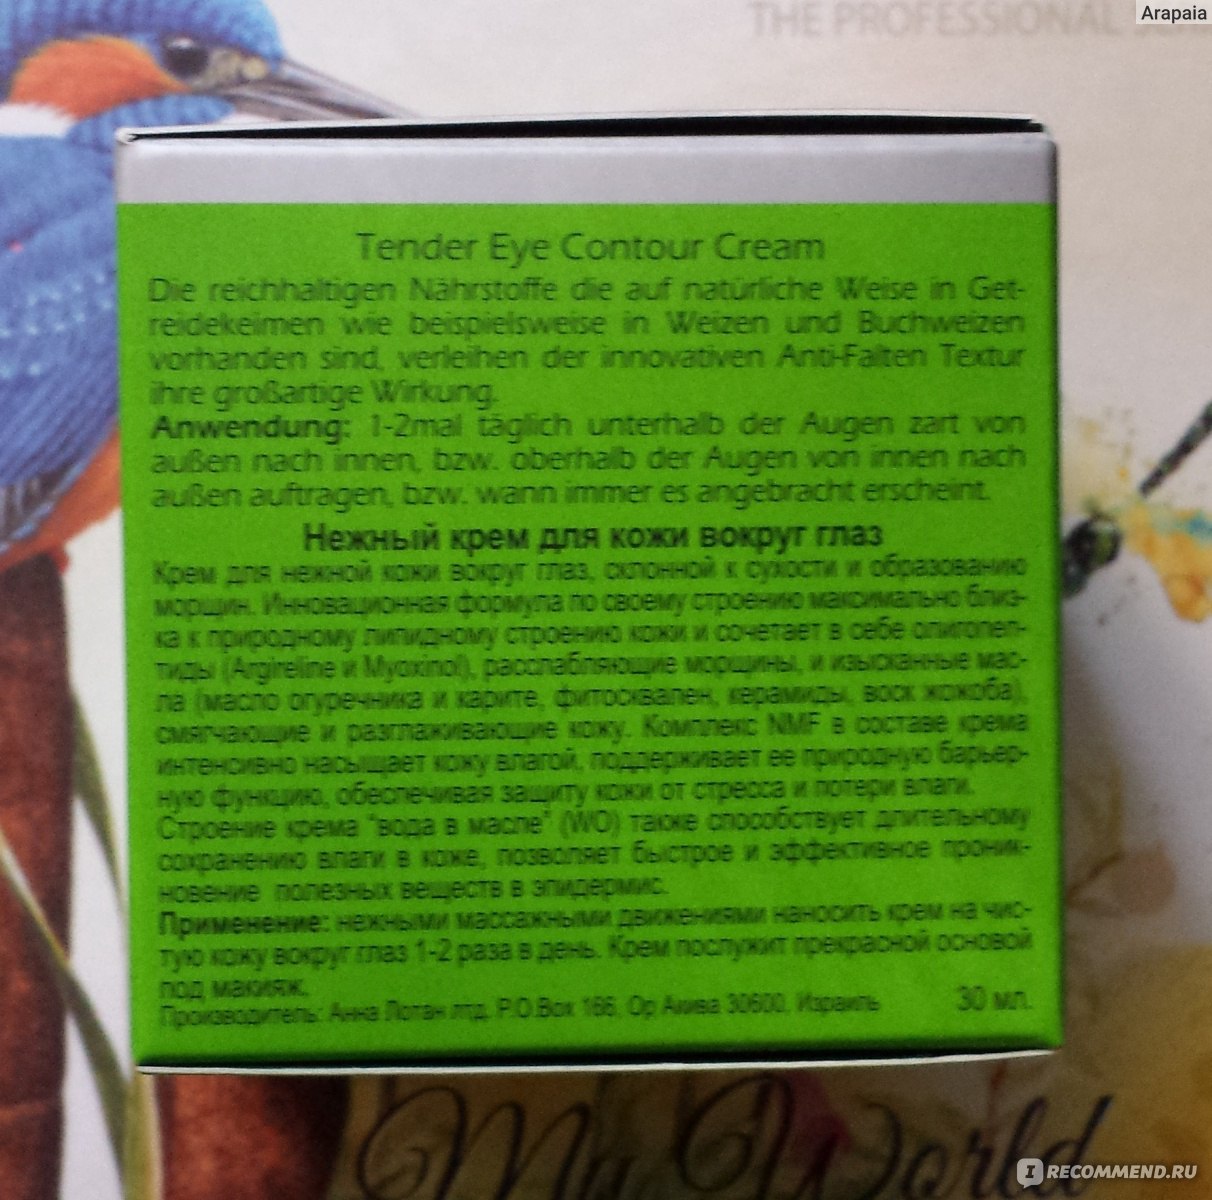 Arapaia
THE PROFESSIONAL
Tender Eye Contour Cream
Die reichhaltigen Nährstoffe die auf natürliche Weise in Get-
reidekeimen wie beispielsweise in Weizen und Buchweizen
vorhanden sind, verleihen der innovativen Anti-Falten Textur
ihre großartige Wirkung.
Anwendung: 1-2mal täglich unterhalb der Augen zart von
außen nach innen, bzw. oberhalb der Augen von innen nach
außen auftragen, bzw. wann immer es angebracht erscheint.
Нежный крем для кожи вокруг глаз
Крем для нежной кожи вокруг глаз, склонной к сухости и образованию
морщин. Инновационная формула по своему строению максимально близ-
ка к природному липидному строению кожи и сочетает в себе олигопеп-
тиды (Argireline и Myoxinol), расслабляющие морщины, и изысканные мас-
ла (масло огуречника и карите, фитосквален, керамиды, воск жожоба),
смягчающие и разглаживающие кожу. Комплекс NMF в составе крема
интенсивно насыщает кожу влагой, поддерживает ее природную барьер-
ную функцию, обеспечивая защиту кожи от стресса и потери влаги.
Строение крема "вода в масле" (WO) также способствует длительному
сохранению влаги в коже, позволяет быстрое и эффективное проник-
новение полезных веществ в эпидермис.
Применение: нежными массажными движениями наносить крем на чис-
тую кожу вокруг глаз 1-2 раза в день. Крем послужит прекрасной основой
под макияж.
Производитель: Анна Лотан лтд. P.O.Box 166, Ор Акива 30600, Израиль 30 мл.
My World
IRECOMMEND.RU